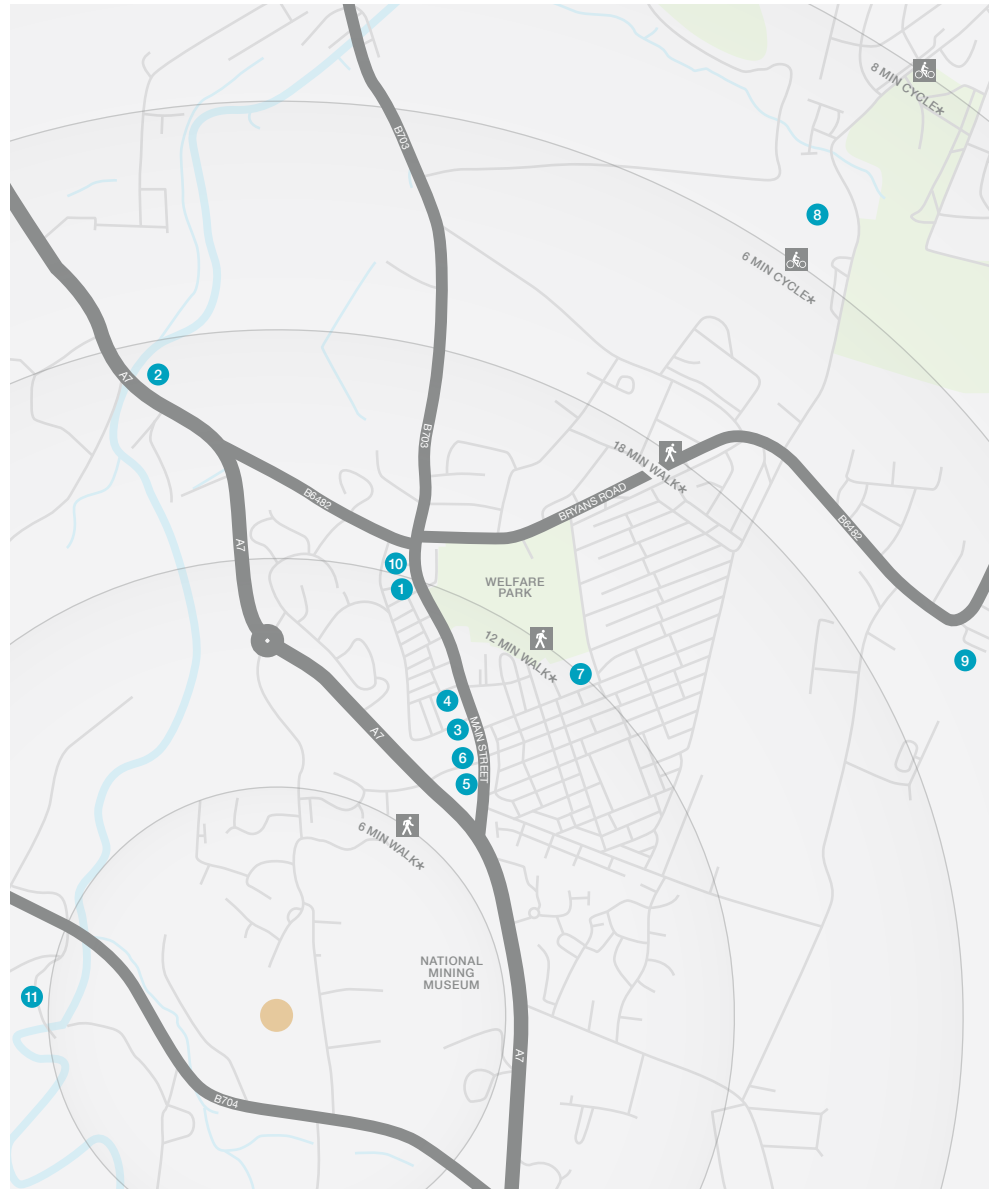 8 MIN CYCLE*
B703
8
6 MIN CYCLE*
A7
2
B703
18 MIN WALK*
B6482
BRYANS ROAD
B6482
A7
10
1
WELFARE
PARK
12 MIN WALK*
7
9
4
3
MAIN STREET
A7
6
5
6 MIN WALK*
NATIONAL
MINING
MUSEUM
11
A7
B704